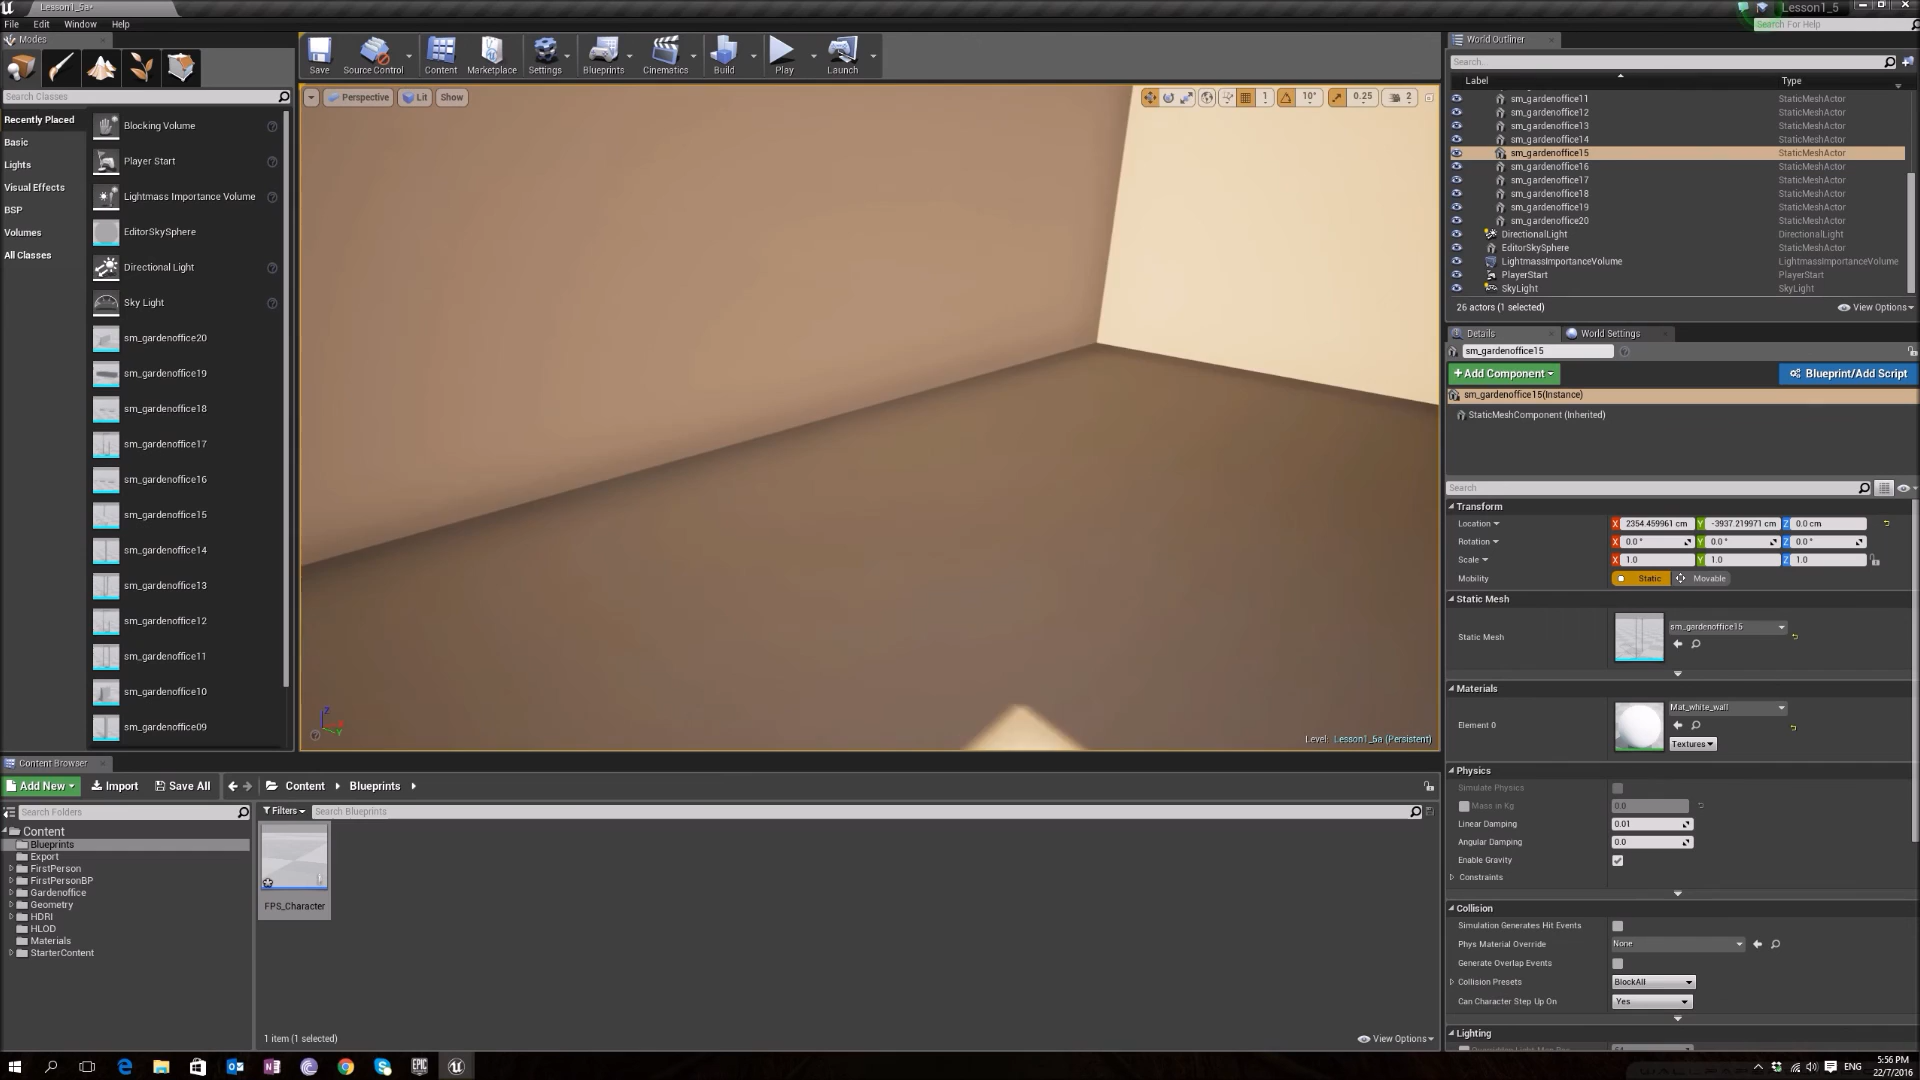 Lesson1_5a*
Lesson1_5
File Edit Window Help
Search For Help
Modes
Search Classes
Recently Placed
Basic
Lights
Visual Effects
BSP
Volumes
All Classes
Blocking Volume
Player Start
Lightmass Importance Volume
EditorSkySphere
Directional Light
Sky Light
sm_gardenoffice20
sm_gardenoffice19
sm_gardenoffice18
sm_gardenoffice17
sm_gardenoffice16
sm_gardenoffice15
sm_gardenoffice14
sm_gardenoffice13
sm_gardenoffice12
sm_gardenoffice11
sm_gardenoffice10
sm_gardenoffice09
Save Source Control Content Marketplace Settings Blueprints Cinematics Build Play Launch
Perspective Lit Show
1 10° 0.25 2
Level: Lesson1_5a (Persistent)
World Outliner
Search...
Label Type
sm_gardenoffice11 StaticMeshActor
sm_gardenoffice12 StaticMeshActor
sm_gardenoffice13 StaticMeshActor
sm_gardenoffice14 StaticMeshActor
sm_gardenoffice15 StaticMeshActor
sm_gardenoffice16 StaticMeshActor
sm_gardenoffice17 StaticMeshActor
sm_gardenoffice18 StaticMeshActor
sm_gardenoffice19 StaticMeshActor
sm_gardenoffice20 StaticMeshActor
DirectionalLight DirectionalLight
EditorSkySphere StaticMeshActor
LightmassImportanceVolume LightmassImportanceVolume
PlayerStart PlayerStart
SkyLight SkyLight
26 actors (1 selected) View Options
Details World Settings
sm_gardenoffice15
+Add Component Blueprint/Add Script
sm_gardenoffice15(Instance)
StaticMeshComponent (Inherited)
Search
Transform
Location X 2354.459961 cm Y -3937.219971 cm Z 0.0 cm
Rotation X 0.0 ° Y 0.0 ° Z 0.0 °
Scale X 1.0 Y 1.0 Z 1.0
Mobility Static Movable
Static Mesh
Static Mesh sm_gardenoffice15
Materials
Element 0 Mat_white_wall
Textures
Physics
Simulate Physics
Mass in Kg 0.0
Linear Damping 0.01
Angular Damping 0.0
Enable Gravity
Constraints
Collision
Simulation Generates Hit Events
Phys Material Override None
Generate Overlap Events
Collision Presets BlockAll
Can Character Step Up On Yes
Lighting
Content Browser
Add New Import Save All Content Blueprints
Search Folders
Filters Search Blueprints
Content
Blueprints
Export
FirstPerson
FirstPersonBP
Gardenoffice
Geometry
HDRI
HLOD
Materials
StarterContent
FPS_Character
1 item (1 selected) View Options
ENG
5:56 PM
22/7/2016